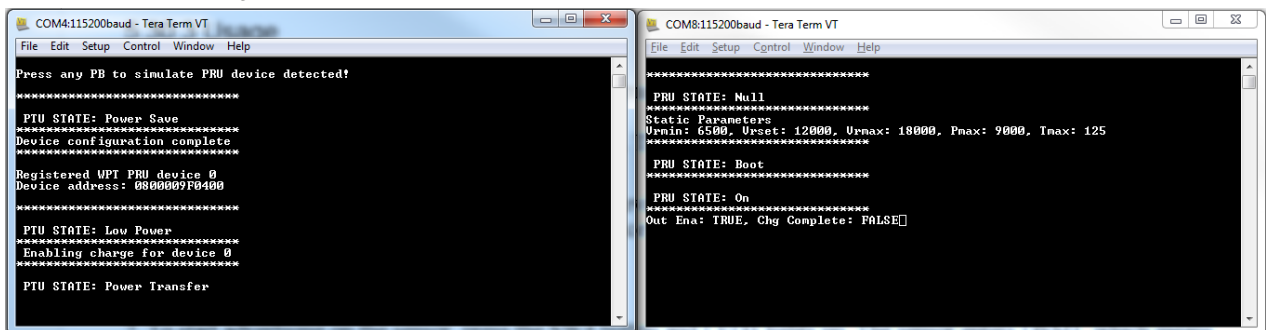 COM4:115200baud - Tera Term VT
File Edit Setup Control Window Help
Press any PB to simulate PRU device detected!
******************************
PTU STATE: Power Save
******************************
Device configuration complete
******************************
Registered WPT PRU device 0
Device address: 0800009F0400
******************************
PTU STATE: Low Power
******************************
Enabling charge for device 0
******************************
PTU STATE: Power Transfer
COM8:115200baud - Tera Term VT
File Edit Setup Control Window Help
******************************
PRU STATE: Null
******************************
Static Parameters
Vrmin: 6500, Vrset: 12000, Vrmax: 18000, Pmax: 9000, Tmax: 125
******************************
PRU STATE: Boot
******************************
PRU STATE: On
******************************
Out Ena: TRUE, Chg Complete: FALSE